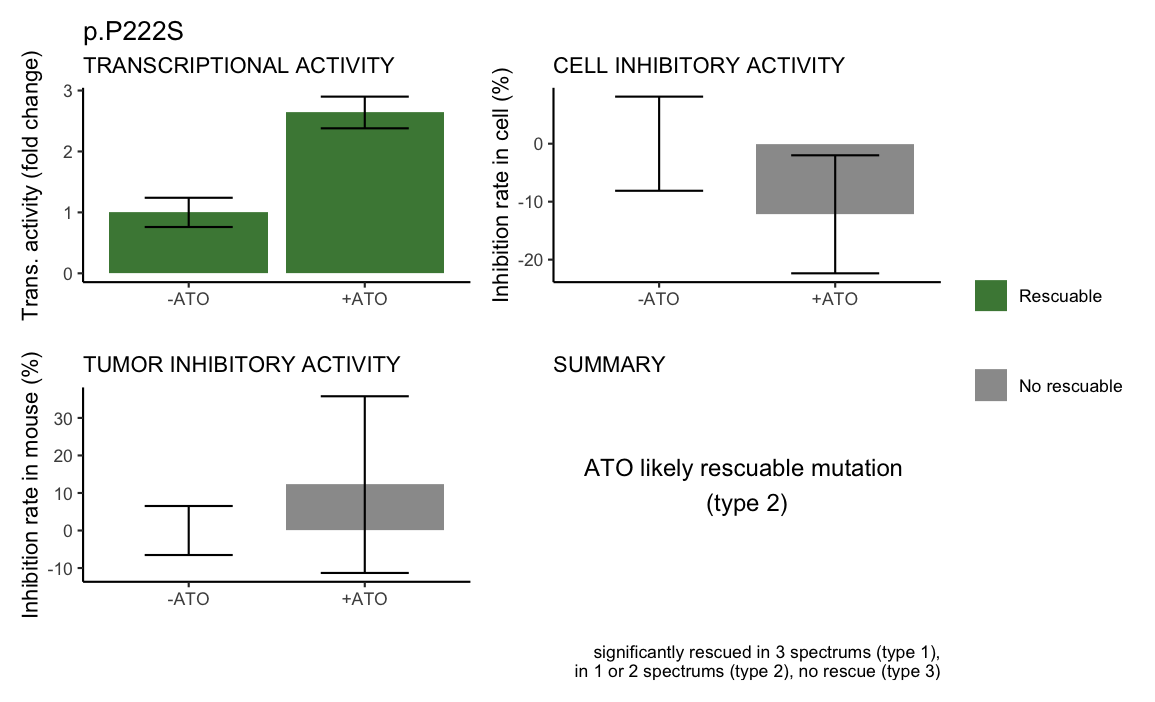 p.P222S
TRANSCRIPTIONAL ACTIVITY
Trans. activity (fold change)
3
2
1
0
-ATO
+ATO
CELL INHIBITORY ACTIVITY
Inhibition rate in cell (%)
0
-10
-20
-ATO
+ATO
Rescuable
No rescuable
TUMOR INHIBITORY ACTIVITY
Inhibition rate in mouse (%)
30
20
10
0
-10
-ATO
+ATO
SUMMARY
ATO likely rescuable mutation
(type 2)
significantly rescued in 3 spectrums (type 1),
in 1 or 2 spectrums (type 2), no rescue (type 3)